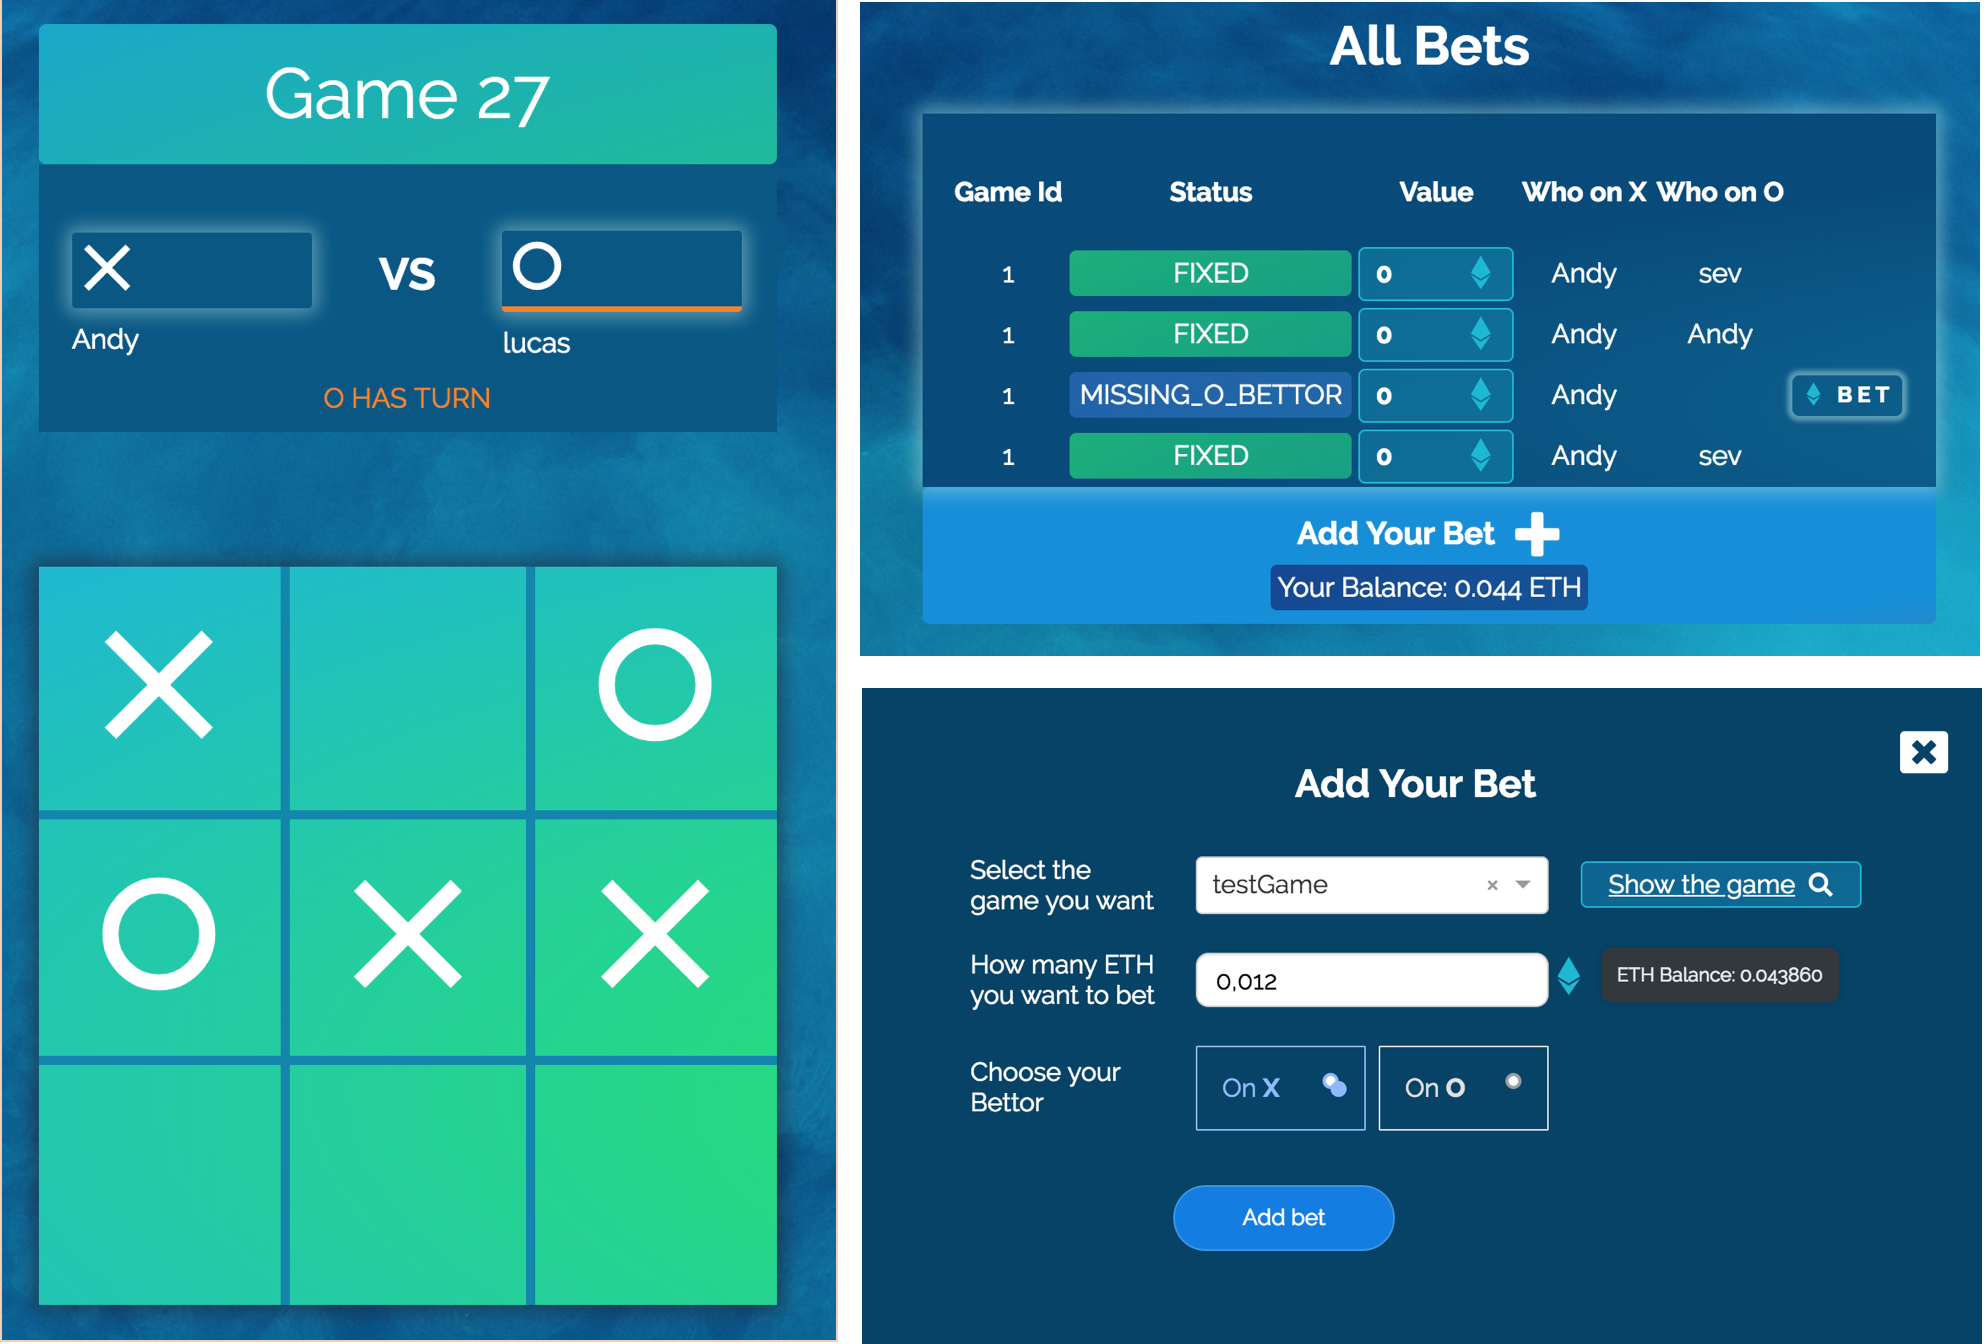 Game 27
X VS O
Andy lucas
O HAS TURN
X O
O X X
All Bets
Game Id Status Value Who on X Who on O
1 FIXED 0 Andy sev
1 FIXED 0 Andy Andy
1 MISSING_O_BETTOR 0 Andy BET
1 FIXED 0 Andy sev
Add Your Bet
Your Balance: 0.044 ETH
Add Your Bet
Select the
game you want
testGame × Show the game
How many ETH
you want to bet
0,012 ETH Balance: 0.043860
Choose your
Bettor
On X On O
Add bet